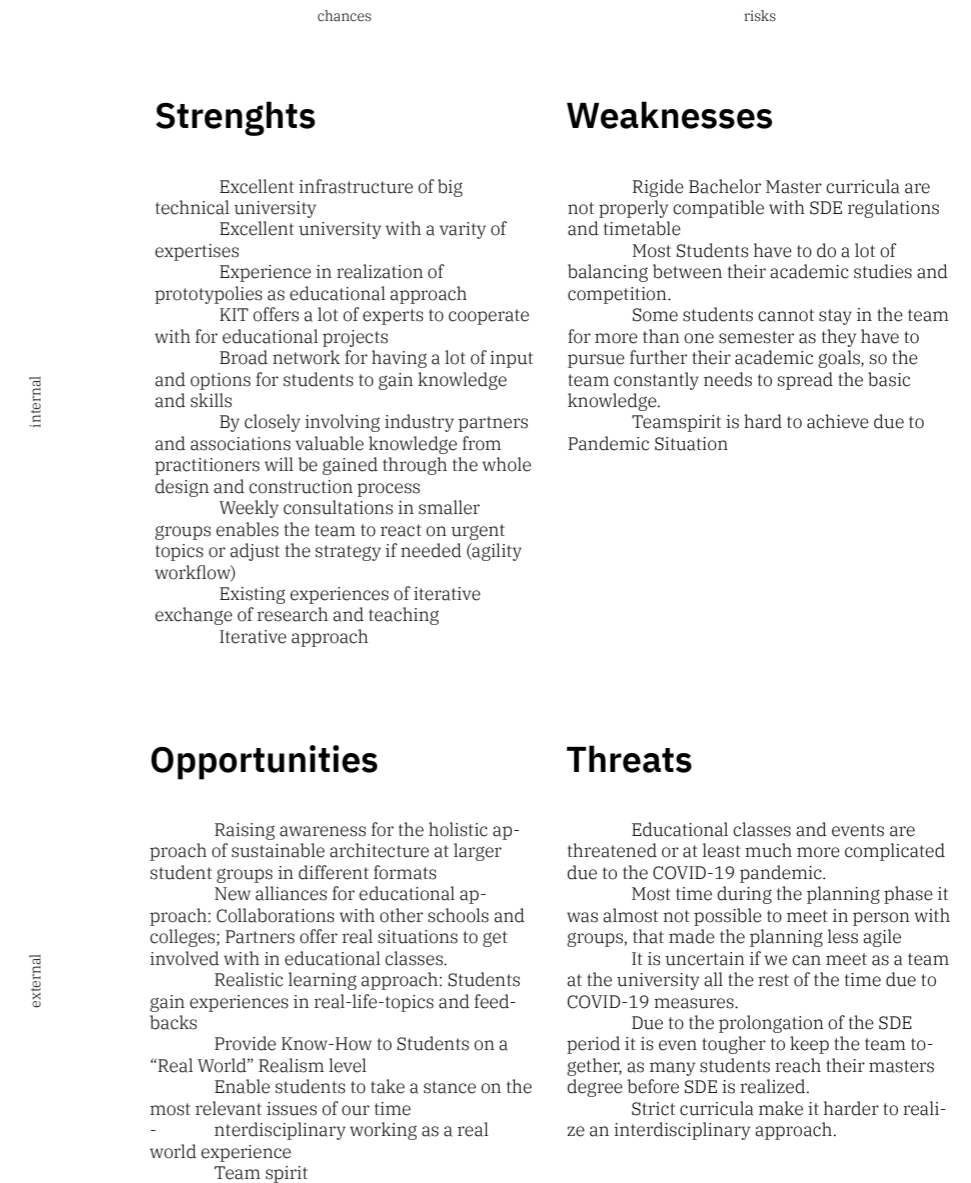 chances
risks
Strenghts
Excellent infrastructure of big
technical university
Excellent university with a varity of
expertises
Experience in realization of
prototypolies as educational approach
KIT offers a lot of experts to cooperate
with for educational projects
Broad network for having a lot of input
and options for students to gain knowledge
and skills
By closely involving industry partners
and associations valuable knowledge from
practitioners will be gained through the whole
design and construction process
Weekly consultations in smaller
groups enables the team to react on urgent
topics or adjust the strategy if needed (agility
workflow)
Existing experiences of iterative
exchange of research and teaching
Iterative approach
Weaknesses
Rigide Bachelor Master curricula are
not properly compatible with SDE regulations
and timetable
Most Students have to do a lot of
balancing between their academic studies and
competition.
Some students cannot stay in the team
for more than one semester as they have to
pursue further their academic goals, so the
team constantly needs to spread the basic
knowledge.
Teamspirit is hard to achieve due to
Pandemic Situation
internal
Opportunities
Raising awareness for the holistic ap-
proach of sustainable architecture at larger
student groups in different formats
New alliances for educational ap-
proach: Collaborations with other schools and
colleges; Partners offer real situations to get
involved with in educational classes.
Realistic learning approach: Students
gain experiences in real-life-topics and feed-
backs
Provide Know-How to Students on a
“Real World” Realism level
Enable students to take a stance on the
most relevant issues of our time
- nterdisciplinary working as a real
world experience
Team spirit
Threats
Educational classes and events are
threatened or at least much more complicated
due to the COVID-19 pandemic.
Most time during the planning phase it
was almost not possible to meet in person with
groups, that made the planning less agile
It is uncertain if we can meet as a team
at the university all the rest of the time due to
COVID-19 measures.
Due to the prolongation of the SDE
period it is even tougher to keep the team to-
gether, as many students reach their masters
degree before SDE is realized.
Strict curricula make it harder to reali-
ze an interdisciplinary approach.
external